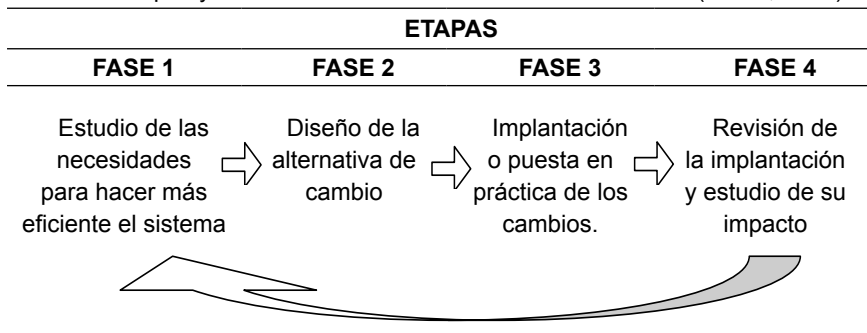 ETAPAS
FASE 1 FASE 2 FASE 3 FASE 4
Estudio de las
necesidades
para hacer más
eficiente el sistema
Diseño de la
alternativa de
cambio
Implantación
o puesta en
práctica de los
cambios.
Revisión de
la implantación
y estudio de su
impacto